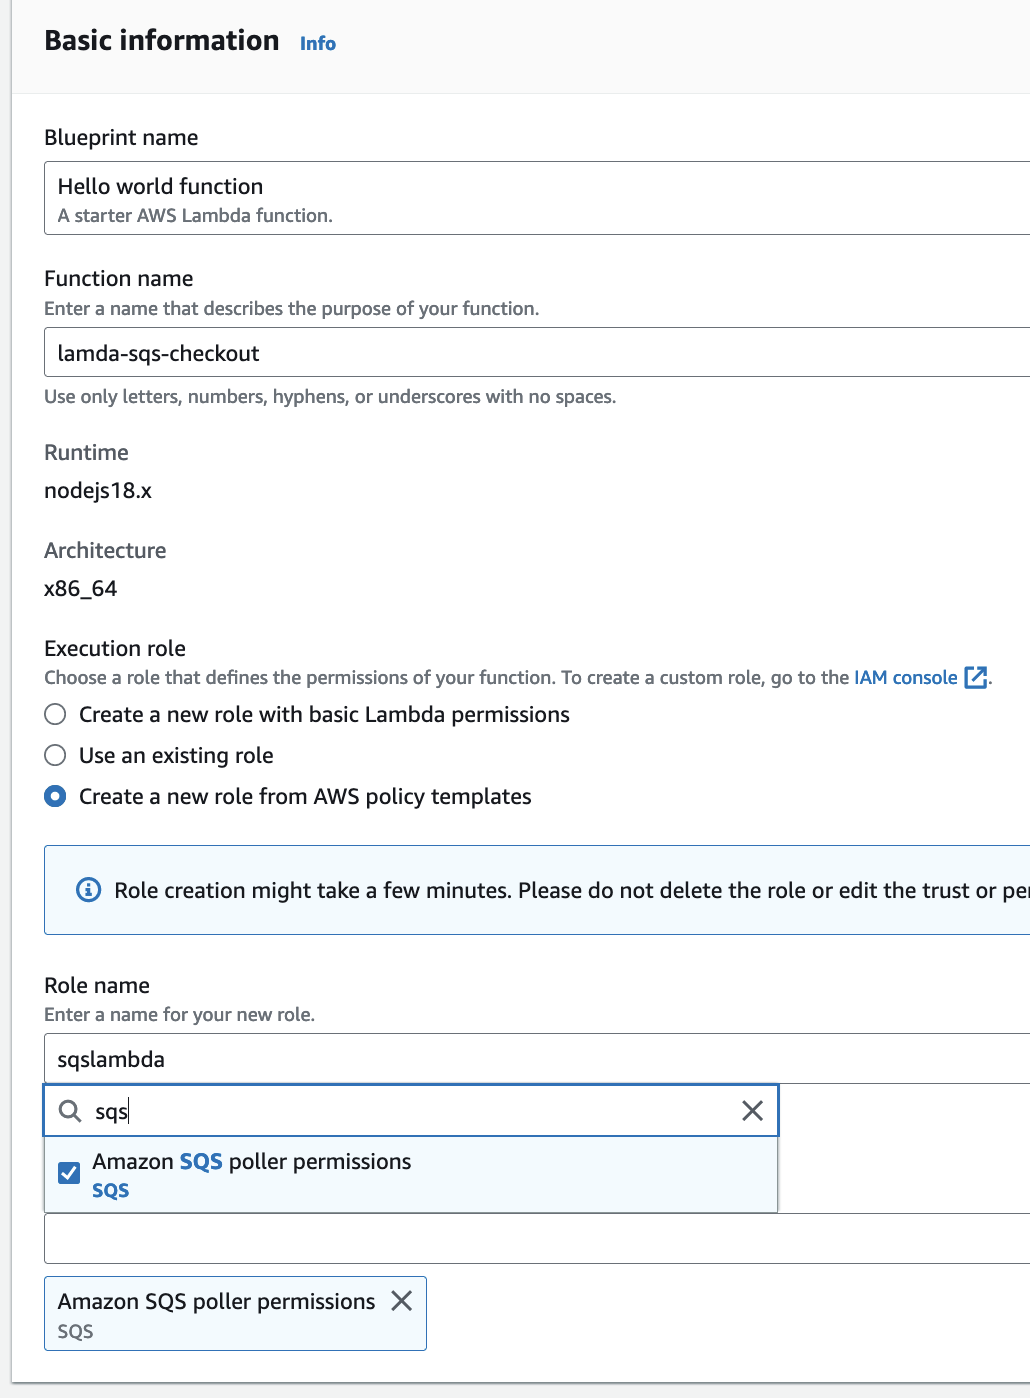 Basic information Info
Blueprint name
Hello world function
A starter AWS Lambda function.
Function name
Enter a name that describes the purpose of your function.
lamda-sqs-checkout
Use only letters, numbers, hyphens, or underscores with no spaces.
Runtime
nodejs18.x
Architecture
x86_64
Execution role
Choose a role that defines the permissions of your function. To create a custom role, go to the IAM console.
Create a new role with basic Lambda permissions
Use an existing role
Create a new role from AWS policy templates
Role creation might take a few minutes. Please do not delete the role or edit the trust or
Role name
Enter a name for your new role.
sqslambda
sqs
Amazon SQS poller permissions
SQS
Amazon SQS poller permissions
SQS